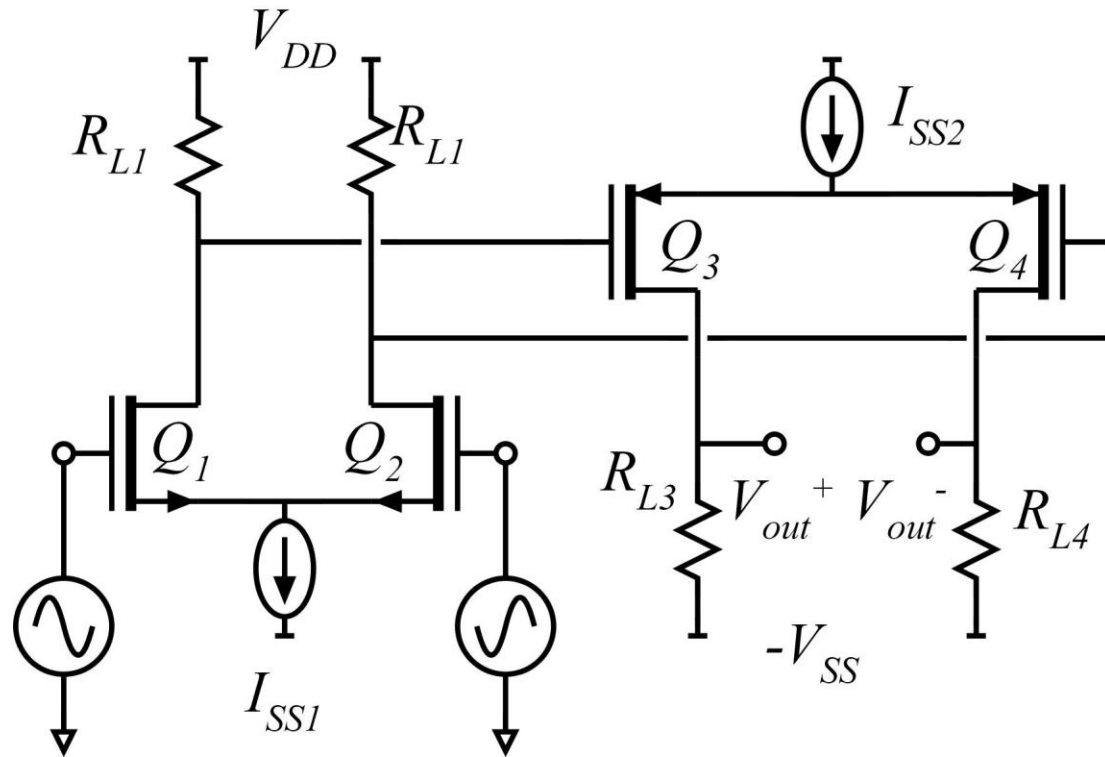 V_DD
R_L1
R_L1
I_SS2
Q_3
Q_4
Q_1
Q_2
R_L3
V_out^+
V_out^-
R_L4
-V_SS
I_SS1